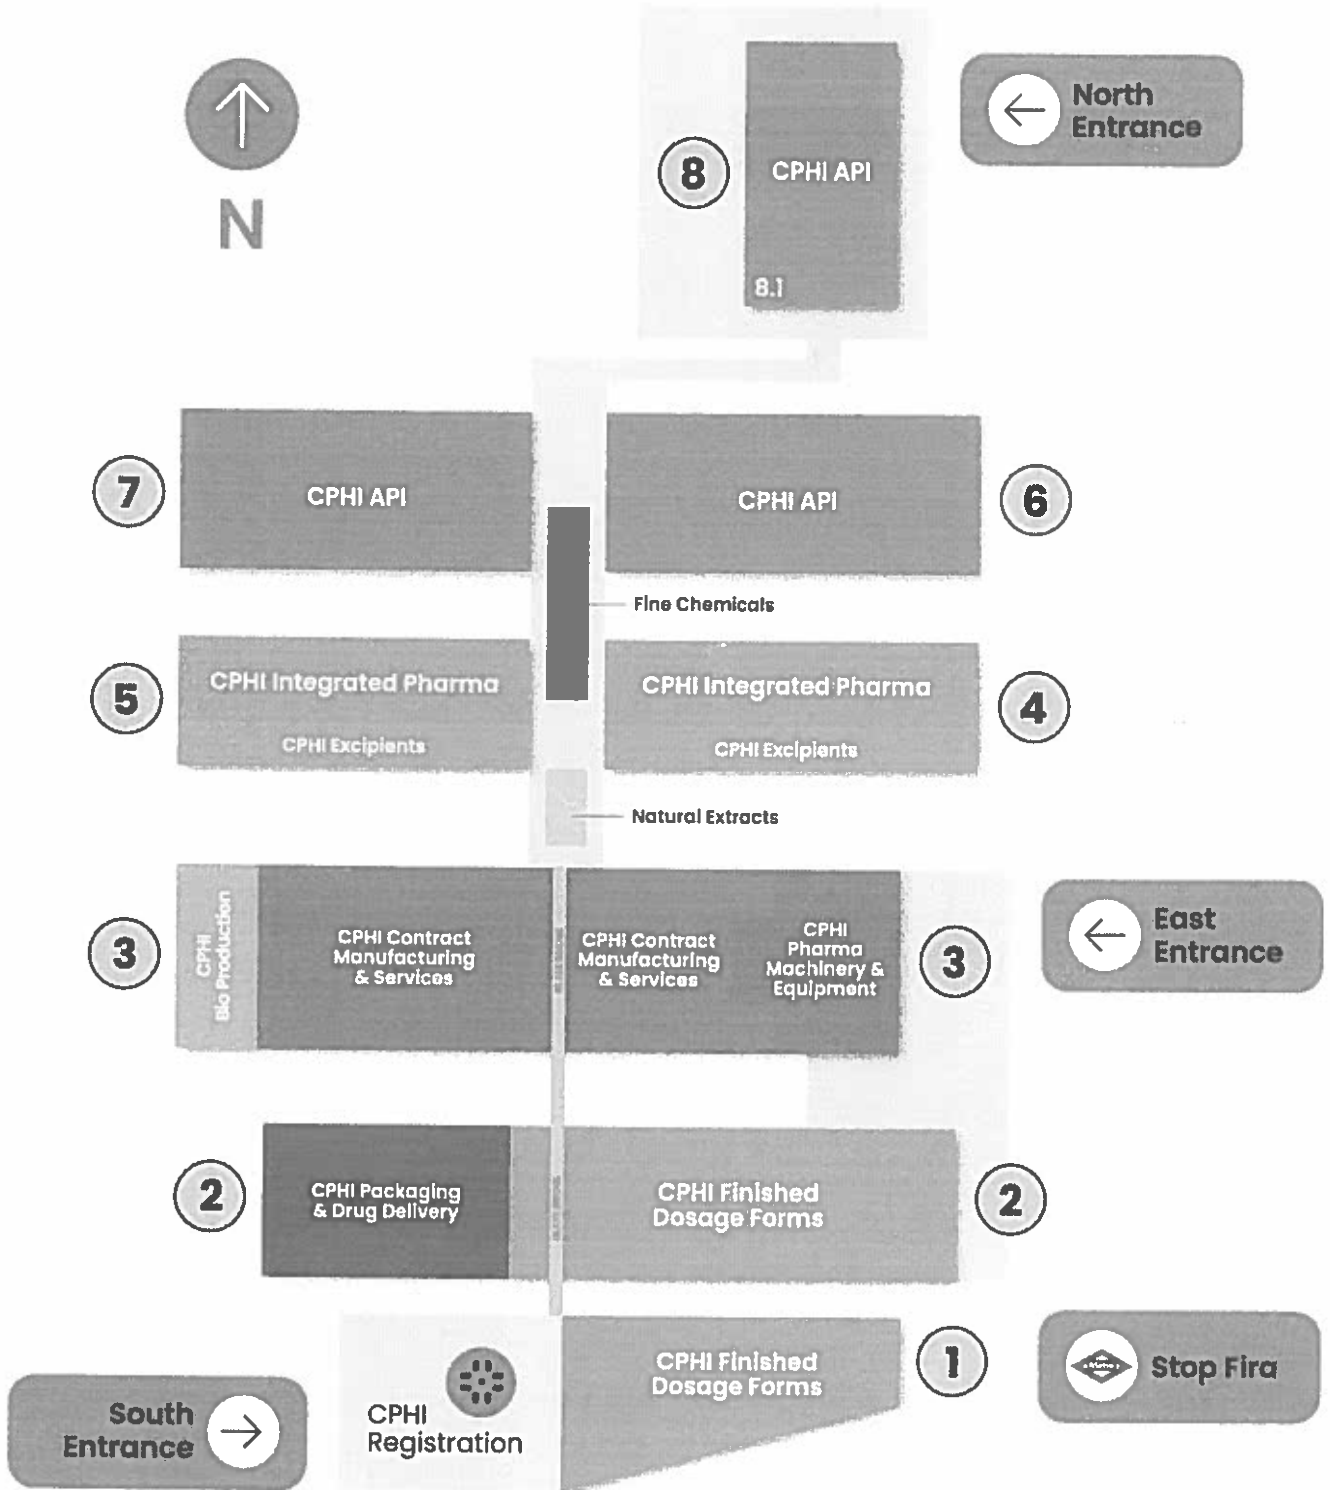 N
8
CPHI API
8.1
North
Entrance
7
CPHI API
CPHI API
6
Fine Chemicals
5
CPHI Integrated Pharma
CPHI Excipients
CPHI Integrated Pharma
CPHI Excipients
4
Natural Extracts
3
CPHI
Bio Production
CPHI Contract
Manufacturing
& Services
CPHI Contract
Manufacturing
& Services
CPHI
Pharma
Machinery &
Equipment
3
East
Entrance
2
CPHI Packaging
& Drug Delivery
CPHI Finished
Dosage Forms
2
CPHI Finished
Dosage Forms
1
Stop Fira
South
Entrance
CPHI
Registration